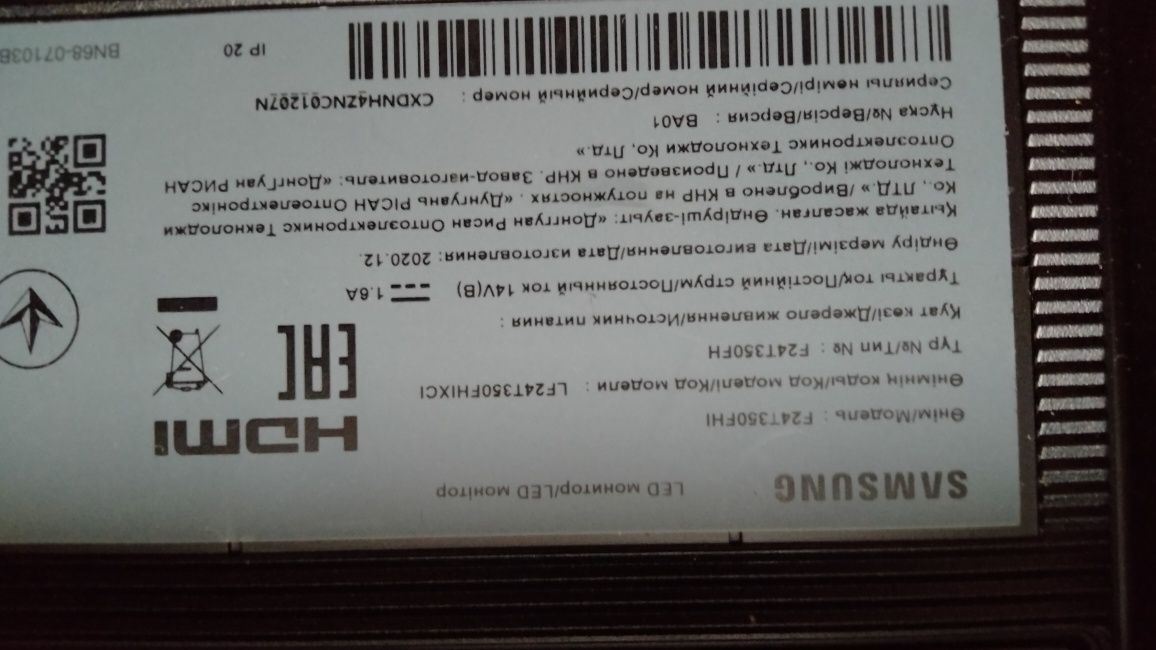 SAMSUNG LED монитор/LED монітор
Өнім/Модель : F24T350FHI
Өнімнің коды/Код моделі/Код модели : LF24T350FHIXCI
Түр №/Тип № : F24T350FH
Қуат көзі/Джерело живлення/Источник питания :
Тұрақты ток/Постійний струм/Постоянный ток 14V(В) 1.6A
Өндіру мерзімі/Дата виготовлення/Дата изготовления: 2020.12.
Қытайда жасалған. Өндіруші-зауыт: «Донггуан Рисан Оптоэлектроникс Технолоджи
Ко., ЛТД.» /Вироблено в КНР на потужностях . «Дунгуань РІСАН Оптоелектронікс
Технолоджі Ко., Лтд.» / Произведено в КНР. Завод-изготовитель: «ДонгГуан РИСАН
Оптоэлектроникс Технолоджи Ко, Лтд.»
Нұсқа №/Версія/Версия : BA01
Сериялы нөмірі/Серійний номер/Серийный номер : CXDNH4ZNC01207N
HDMI
EAC
IP 20
BN68-07103B